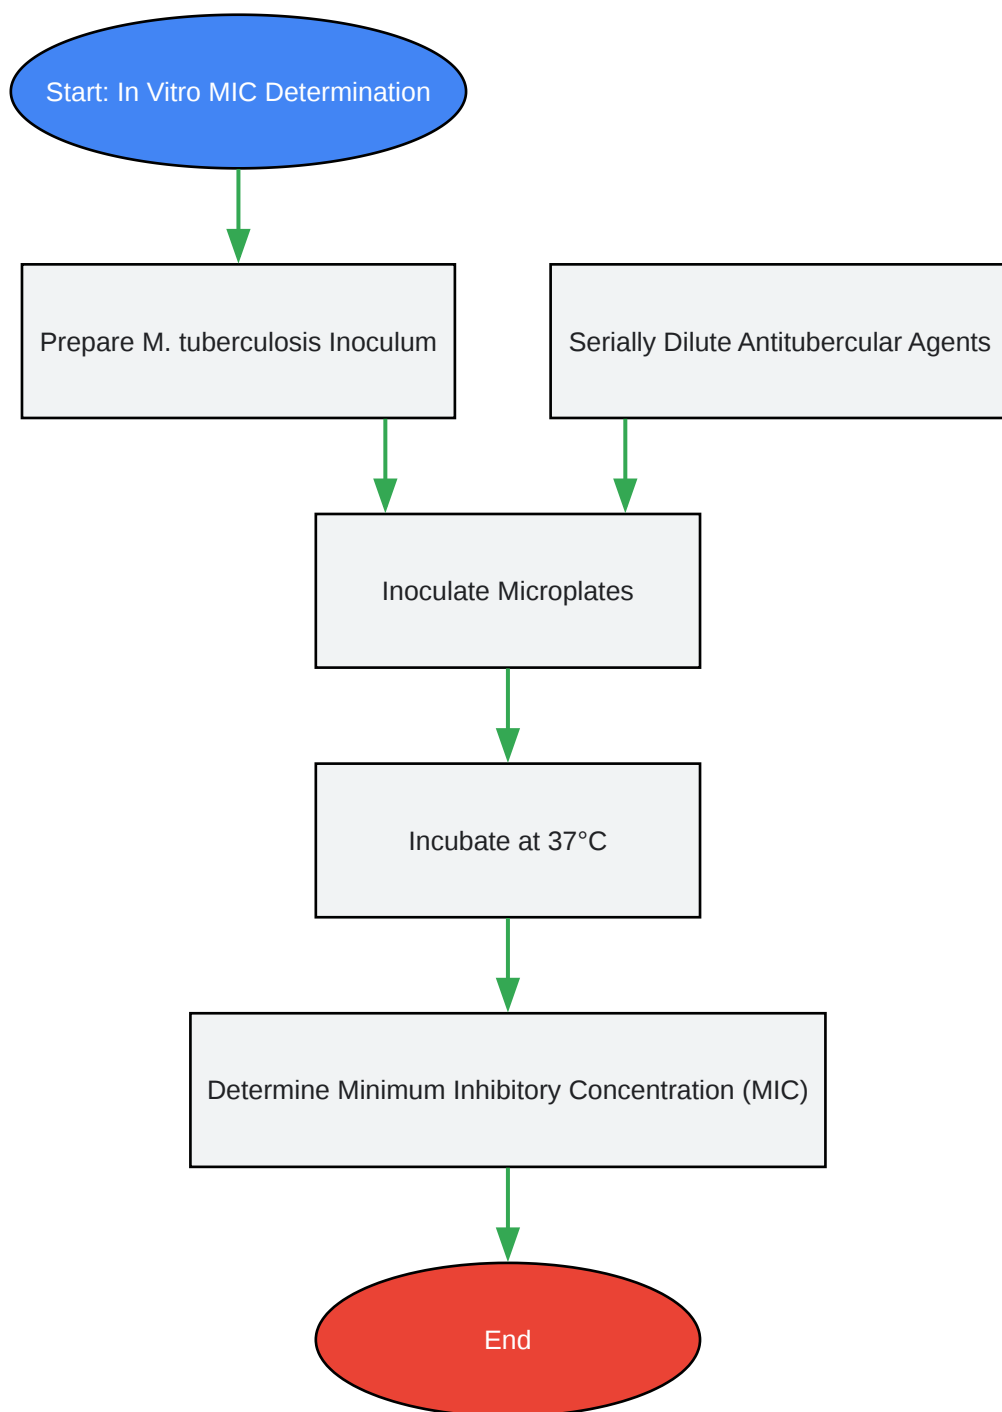 Start: In Vitro MIC Determination
Prepare M. tuberculosis Inoculum
Serially Dilute Antitubercular Agents
Inoculate Microplates
Incubate at 37°C
Determine Minimum Inhibitory Concentration (MIC)
End